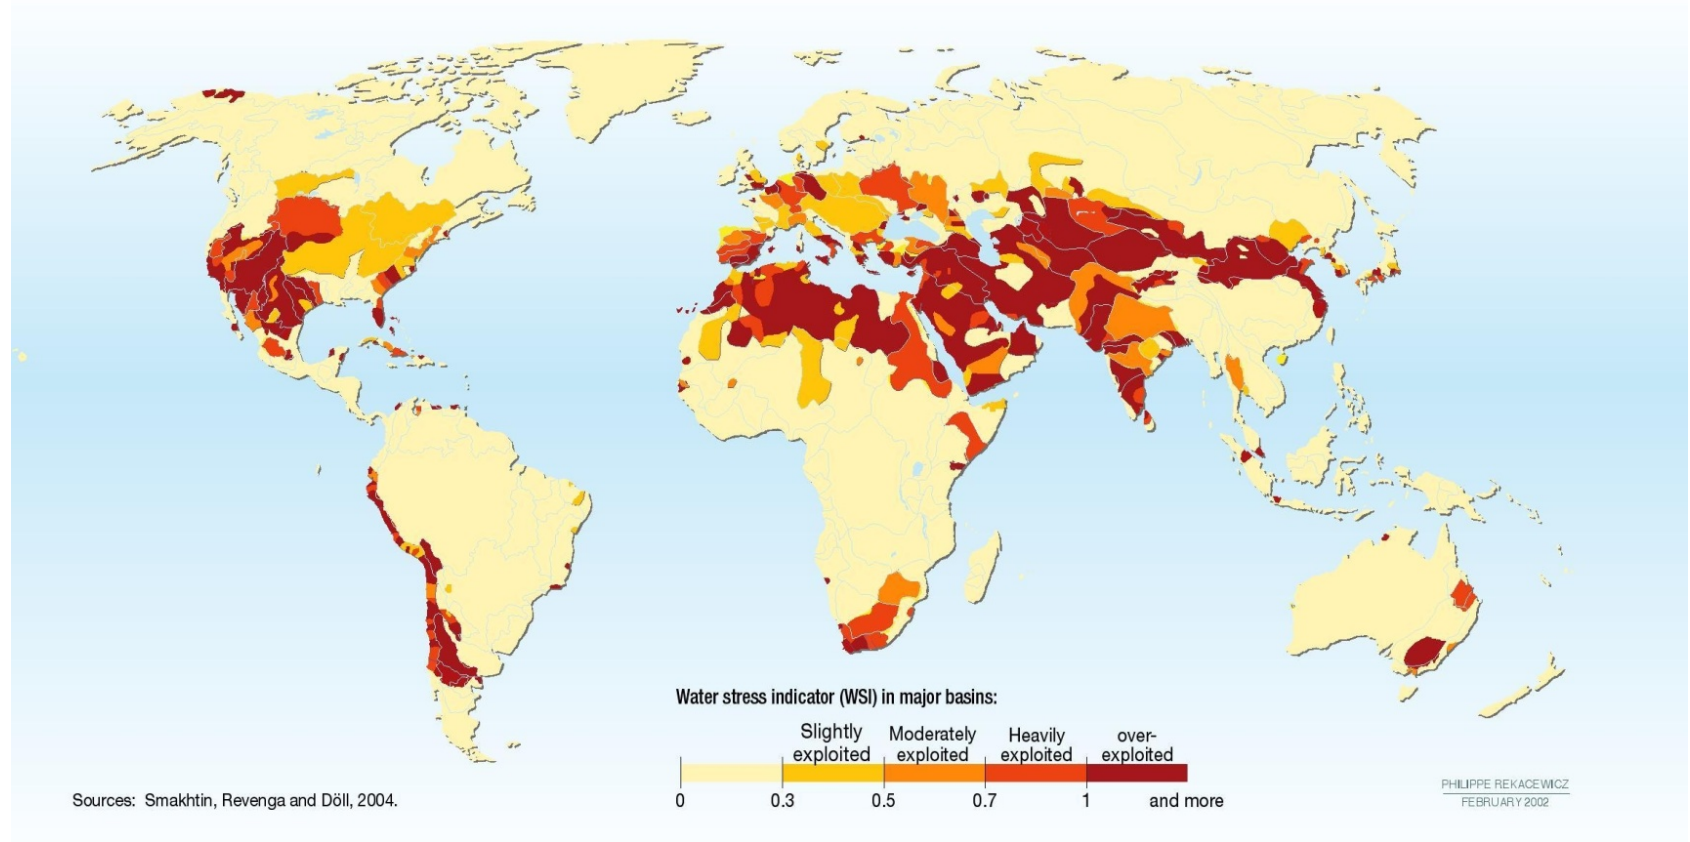 Water stress indicator (WSI) in major basins:
Slightly exploited
Moderately exploited
Heavily exploited
over-exploited
0 0.3 0.5 0.7 1 and more
Sources: Smakhtin, Revenga and Döll, 2004.
PHILIPPE REKACEWICZ
FEBRUARY 2002